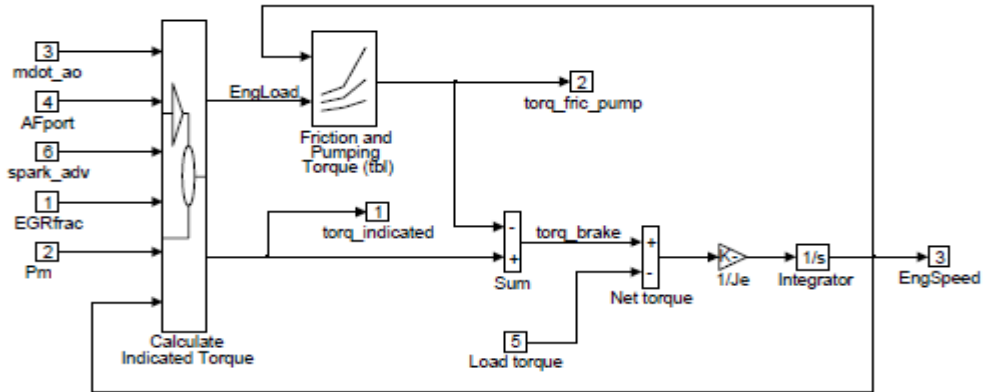 3
mdot_ao
4
AFport
6
spark_adv
1
EGRfrac
2
Pm
Calculate
Indicated Torque
EngLoad
Friction and
Pumping
Torque (tbl)
2
torq_fric_pump
1
torq_indicated
-
+
Sum
torq_brake
5
Load torque
+
-
Net torque
K-
1/Je
1/s
Integrator
3
EngSpeed